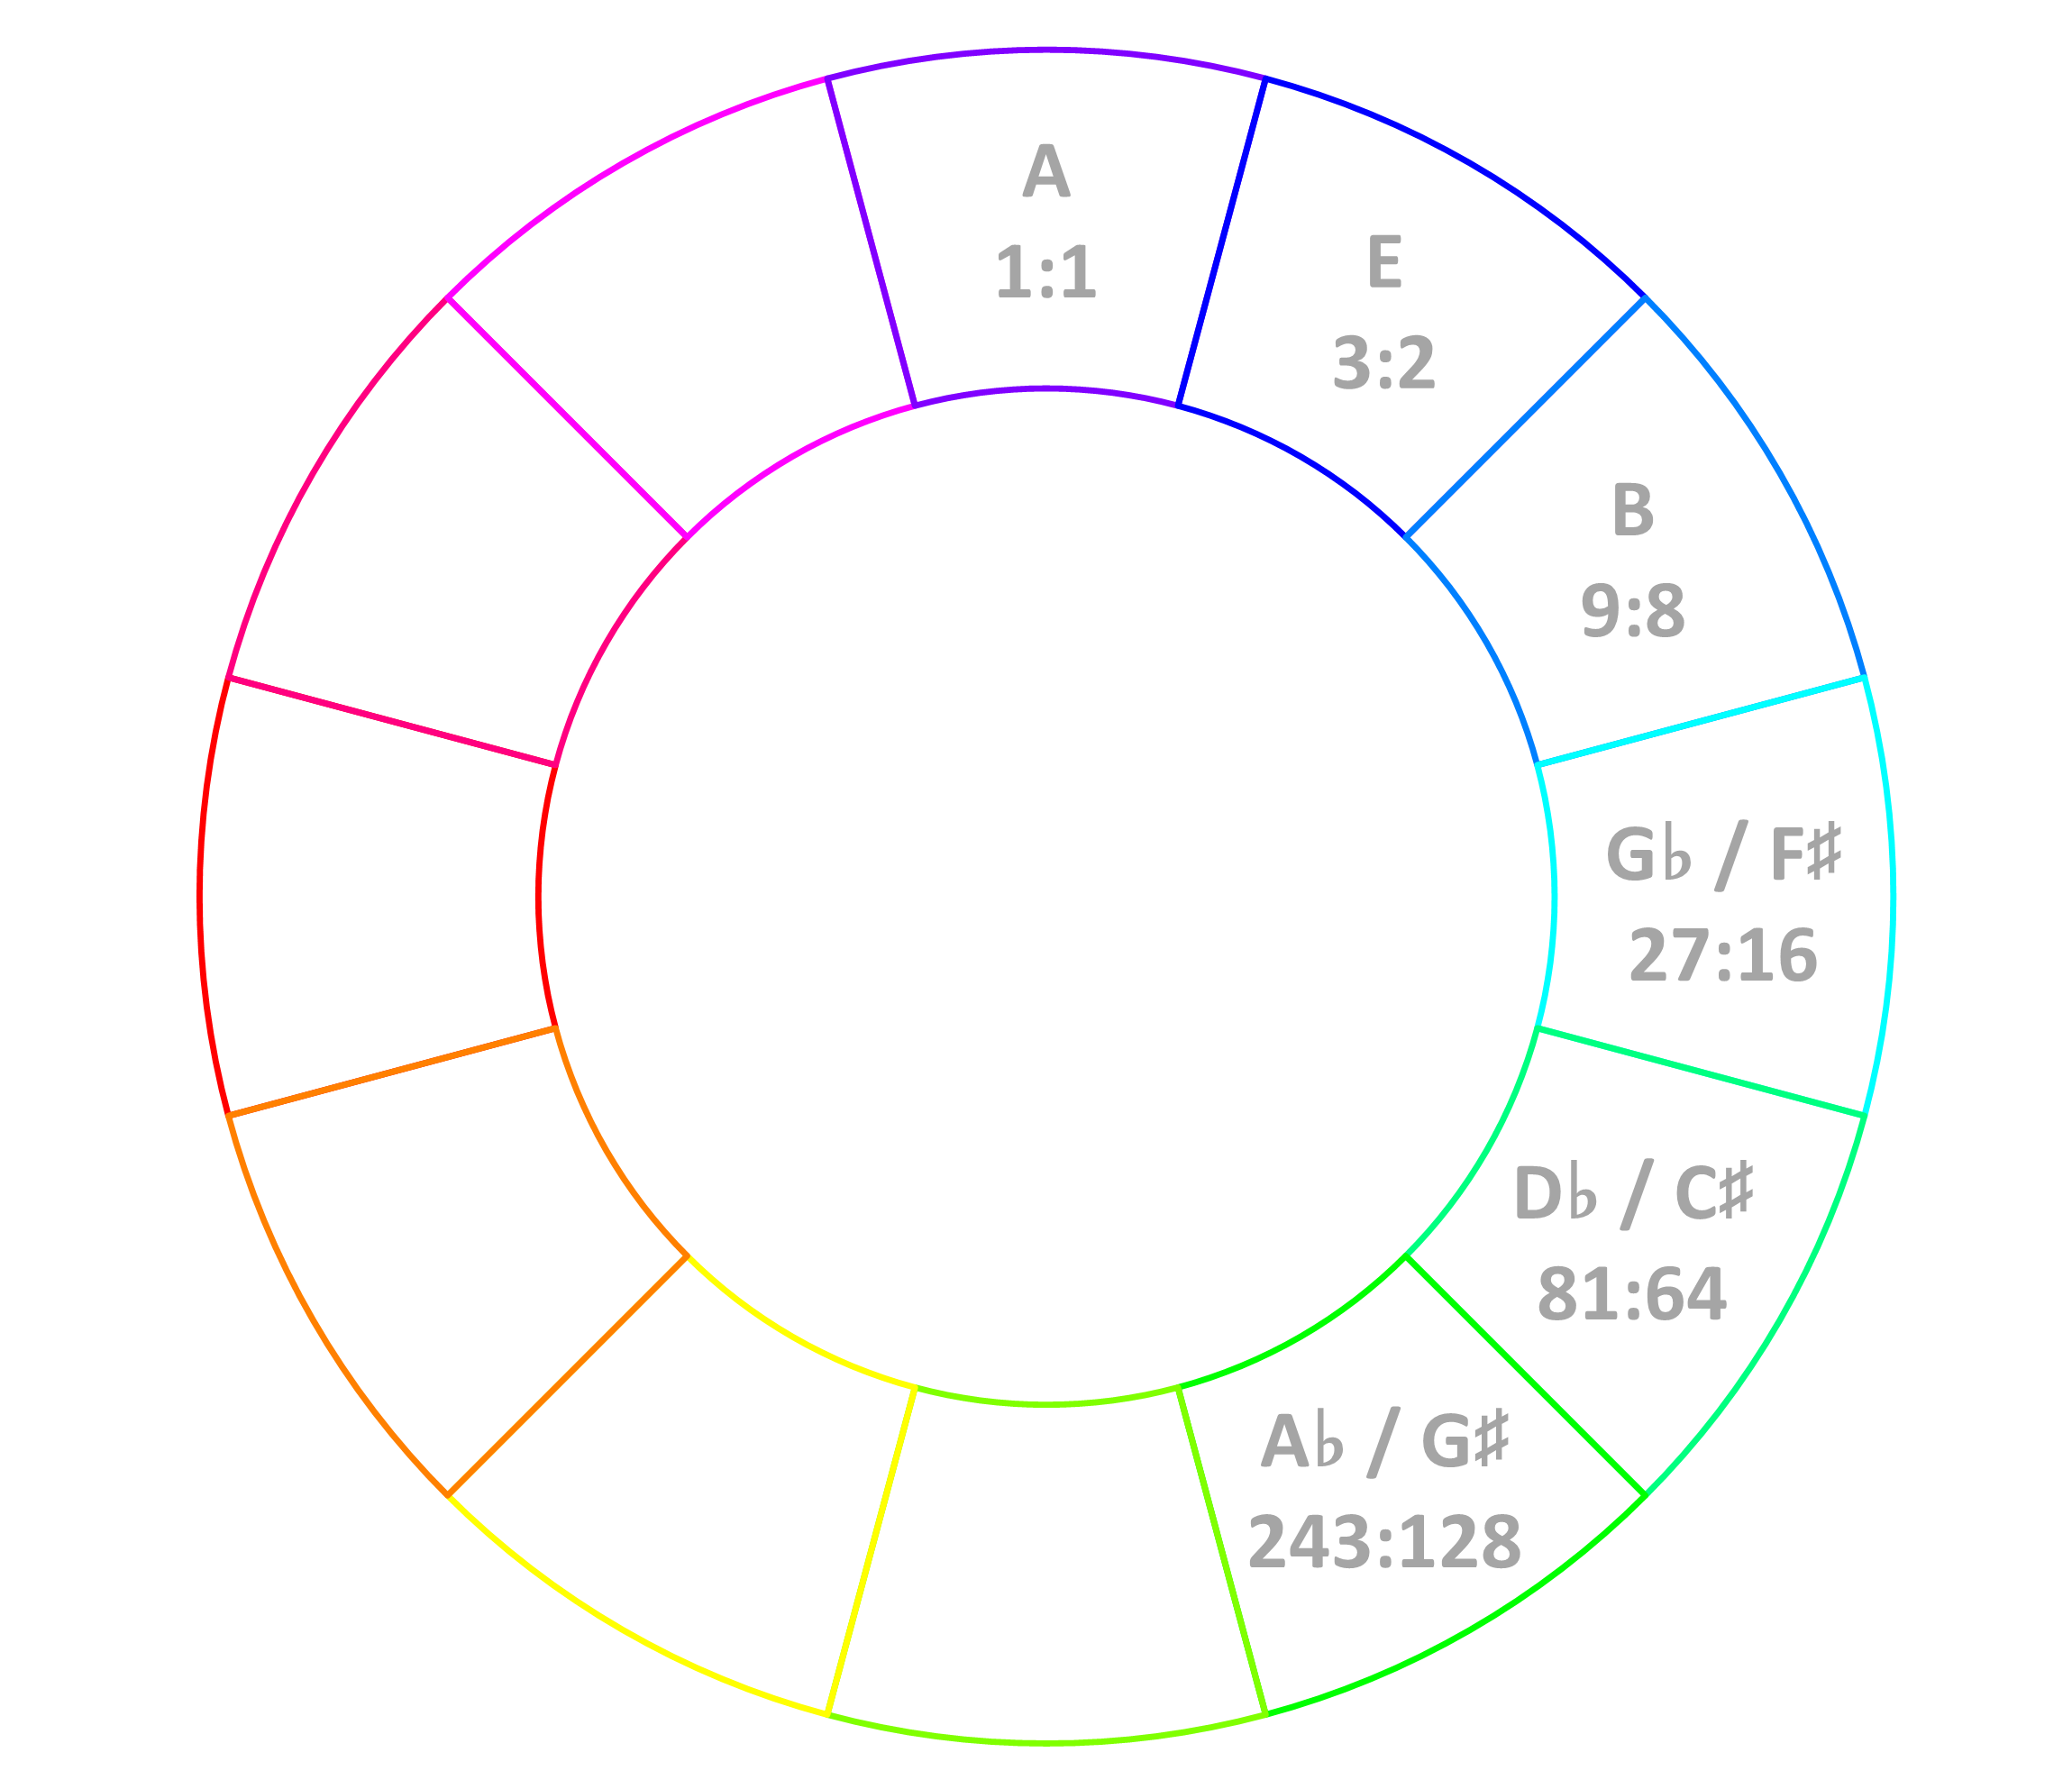 A
1:1
E
3:2
B
9:8
G♭ / F♯
27:16
D♭ / C♯
81:64
A♭ / G♯
243:128